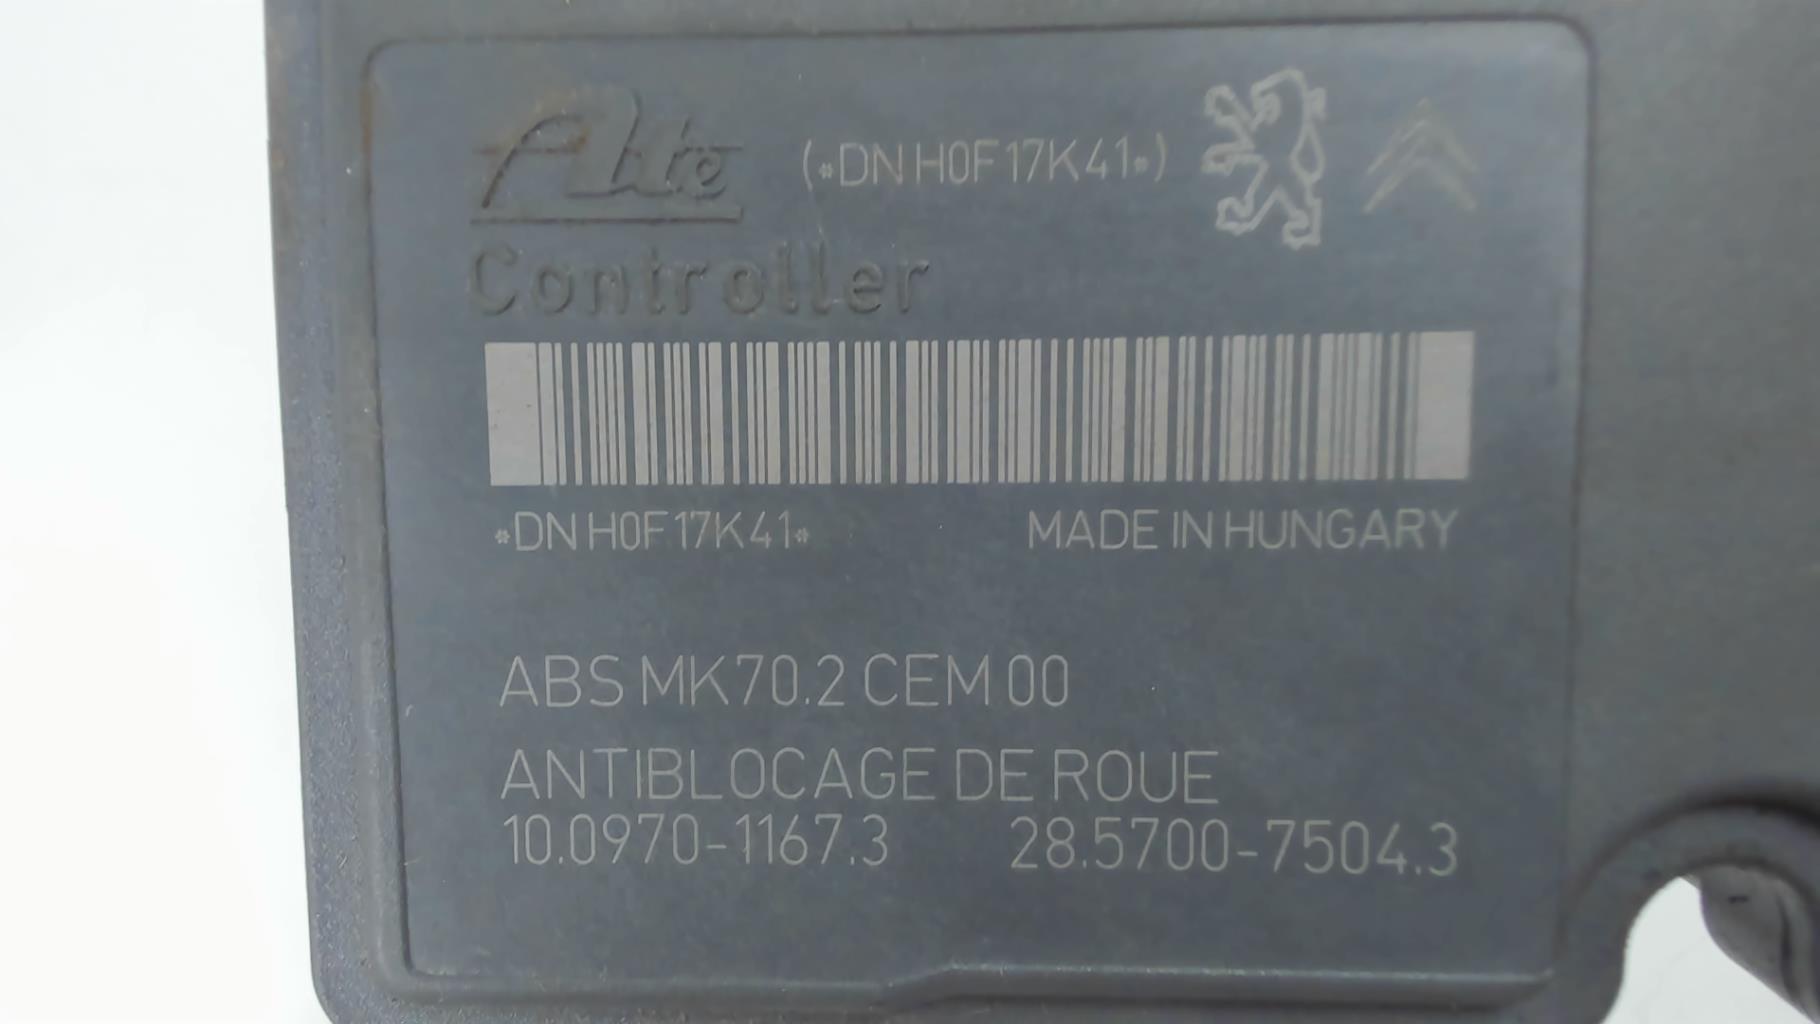 Ate (*DN H0F17K41*)
Controller
*DN H0F17K41* MADE IN HUNGARY
ABS MK70.2 CEM 00
ANTIBLOCAGE DE ROUE
10.0970-1167.3 28.5700-7504.3